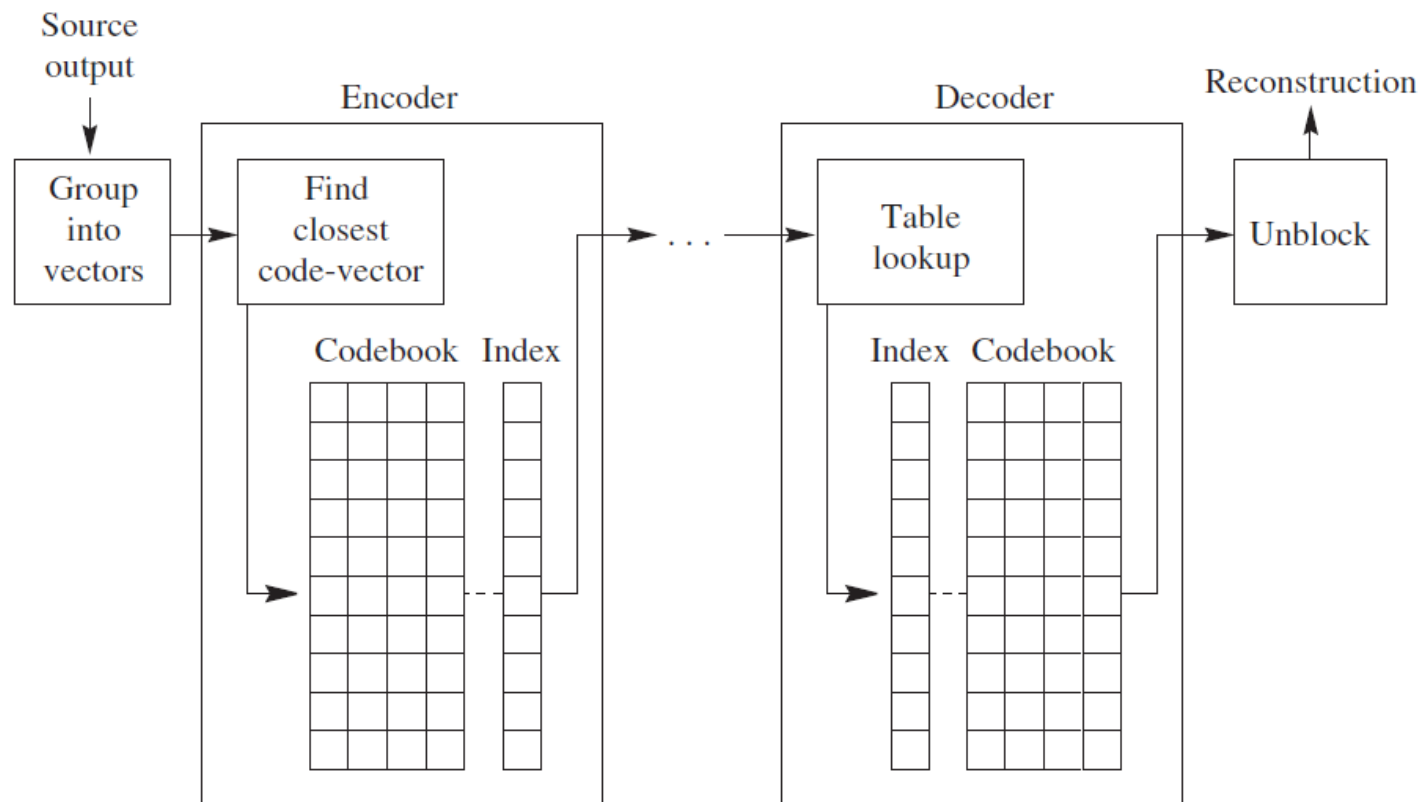 Source
output
Encoder
Decoder
Reconstruction
Group
into
vectors
Find
closest
code-vector
. . .
Table
lookup
Unblock
Codebook
Index
Index
Codebook